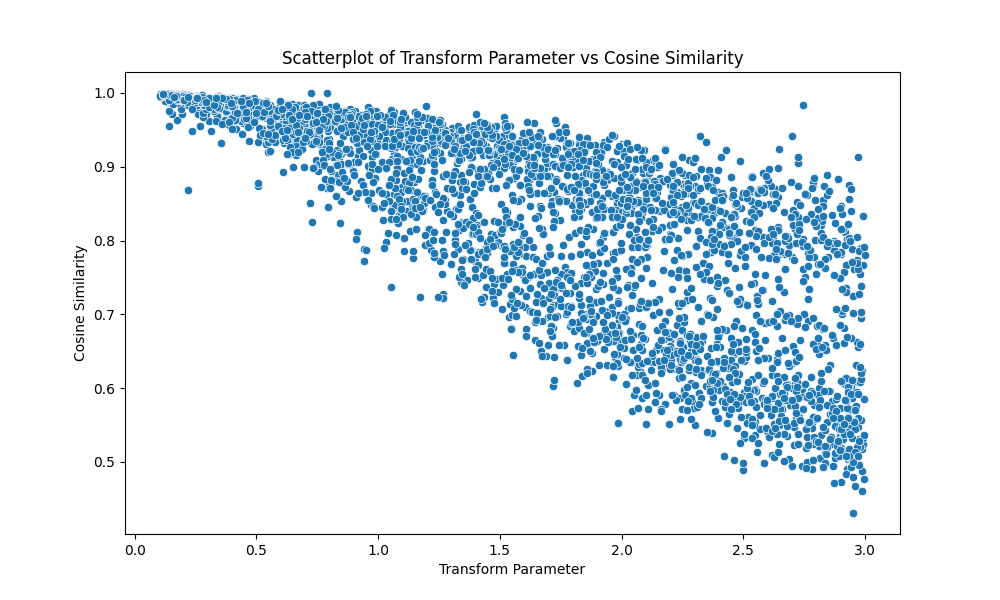 Scatterplot of Transform Parameter vs Cosine Similarity
Cosine Similarity
1.0
0.9
0.8
0.7
0.6
0.5
0.0 0.5 1.0 1.5 2.0 2.5 3.0
Transform Parameter